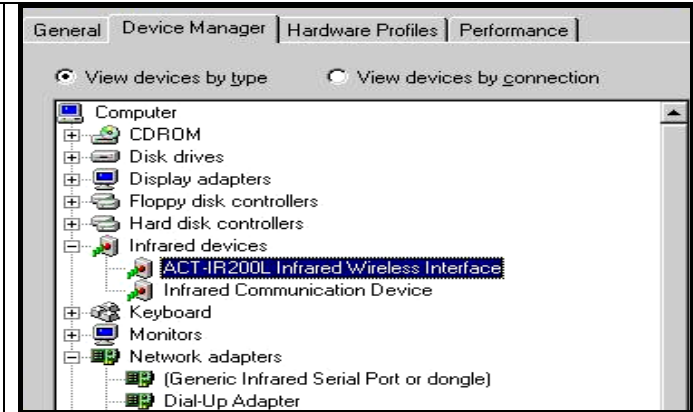 General Device Manager Hardware Profiles Performance
View devices by type View devices by connection
Computer
CDROM
Disk drives
Display adapters
Floppy disk controllers
Hard disk controllers
Infrared devices
ACT-IR200L Infrared Wireless Interface
Infrared Communication Device
Keyboard
Monitors
Network adapters
(Generic Infrared Serial Port or dongle)
Dial-Up Adapter